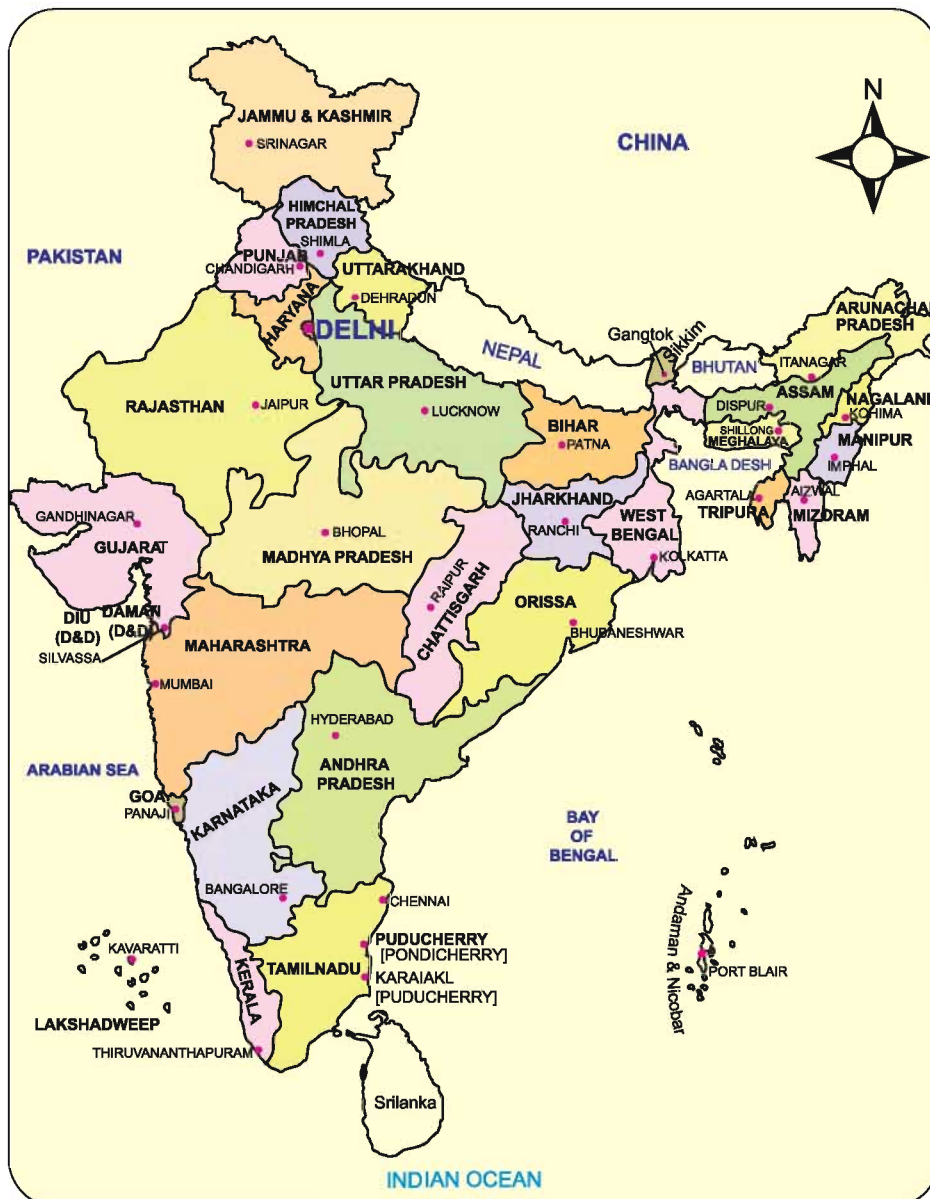 N
JAMMU & KASHMIR
SRINAGAR
CHINA
HIMCHAL
PRADESH
SHIMLA
PAKISTAN
PUNJAB
CHANDIGARH
UTTARAKHAND
DEHRADUN
HARYANA
DELHI
NEPAL
Gangtok
Sikkim
BHUTAN
ARUNACHAL
PRADESH
ITANAGAR
ASSAM
DISPUR
NAGALAND
KOHIMA
SHILLONG
MEGHALAYA
MANIPUR
IMPHAL
BANGLA DESH
RAJASTHAN
JAIPUR
UTTAR PRADESH
LUCKNOW
BIHAR
PATNA
JHARKHAND
RANCHI
WEST
BENGAL
KOLKATTA
AGARTALA
TRIPURA
AIZWAL
MIZORAM
GANDHINAGAR
GUJARAT
BHOPAL
MADHYA PRADESH
RAIPUR
CHATTISGARH
ORISSA
BHUBANESHWAR
DIU
(D&D)
DAMAN
(D&D)
SILVASSA
MAHARASHTRA
MUMBAI
HYDERABAD
ANDHRA
PRADESH
ARABIAN SEA
GOA
PANAJI
KARNATAKA
BANGALORE
BAY
OF
BENGAL
CHENNAI
PUDUCHERRY
[PONDICHERRY]
KARAIAKL
[PUDUCHERRY]
TAMILNADU
KERALA
KAVARATTI
LAKSHADWEEP
THIRUVANANTHAPURAM
Andaman & Nicobar
PORT BLAIR
Srilanka
INDIAN OCEAN